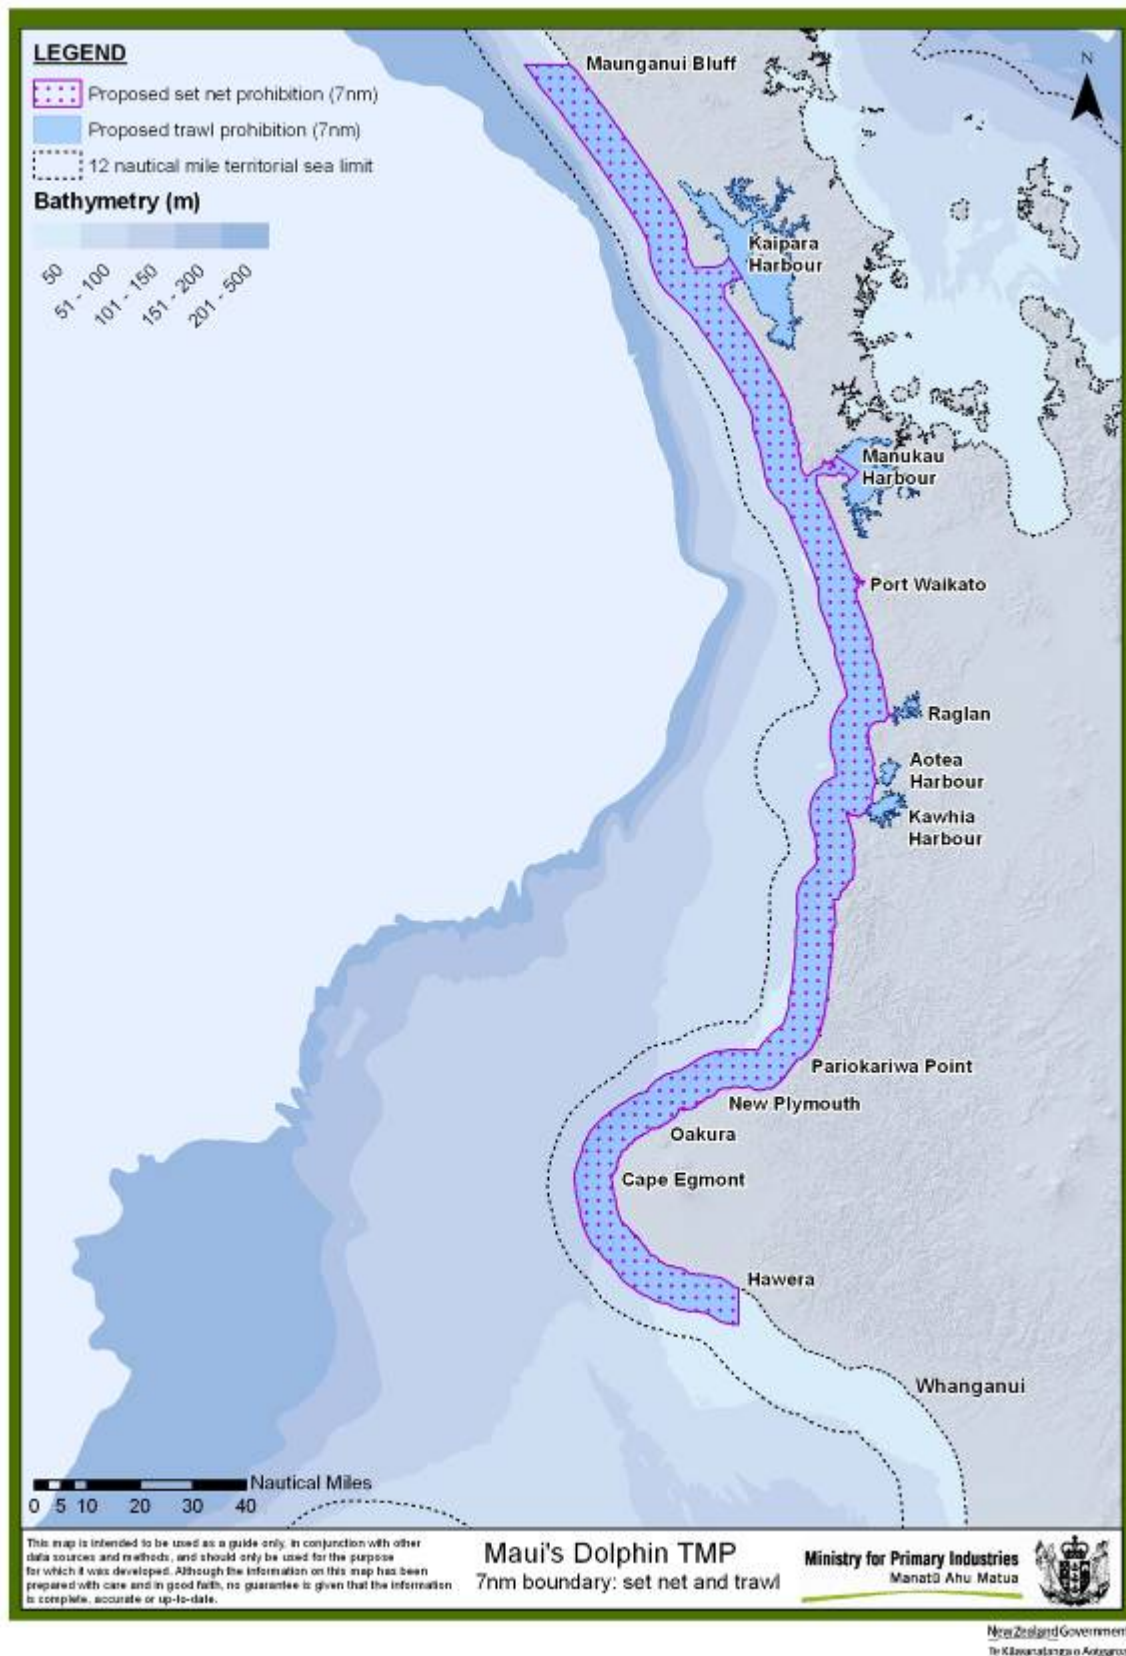 LEGEND
Proposed set net prohibition (7nm)
Proposed trawl prohibition (7nm)
12 nautical mile territorial sea limit
Bathymetry (m)
50
51 - 100
101 - 150
151 - 200
201 - 500
N
Maunganui Bluff
Kaipara
Harbour
Manukau
Harbour
Port Waikato
Raglan
Aotea
Harbour
Kawhia
Harbour
Pariokariwa Point
New Plymouth
Oakura
Cape Egmont
Hawera
Whanganui
Nautical Miles
0 5 10 20 30 40
This map is intended to be used as a guide only, in conjunction with other
data sources and methods, and should only be used for the purpose
for which it was developed. Although the information on this map has been
prepared with care and in good faith, no guarantee is given that the information
is complete, accurate or up-to-date.
Maui's Dolphin TMP
7nm boundary: set net and trawl
Ministry for Primary Industries
Manatū Ahu Matua
New Zealand Government